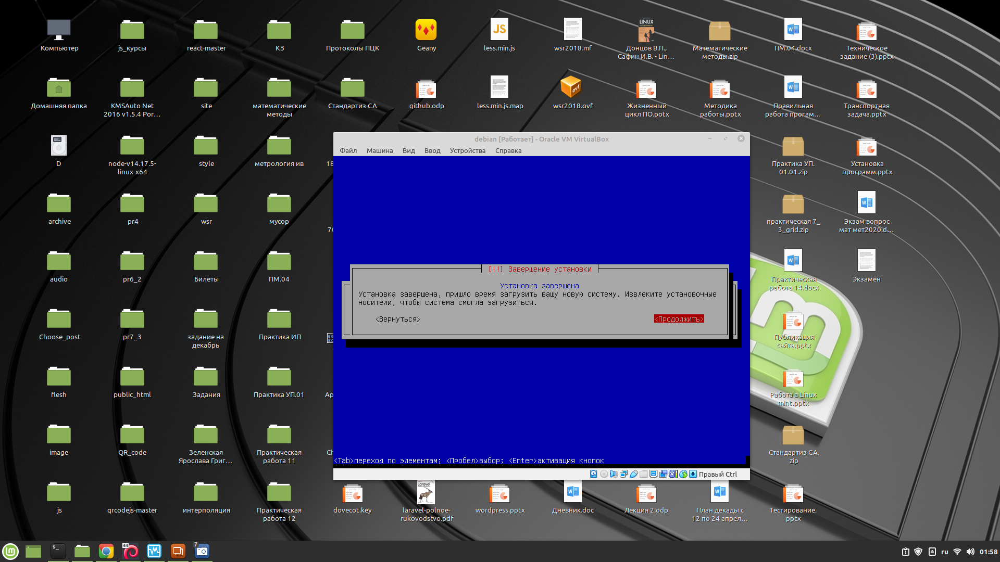 Компьютер
js_курсы
react-master
КЗ
Протоколы ПЦК
Geany
less.min.js
wsr2018.mf
Донцов В.П.,
Сафин И.В. - Lin...
Математические
методы.zip
ПМ.04.docx
Техническое
задание (3).pptx
Домашняя папка
KMSAuto Net
2016 v1.5.4 Por...
site
математические
методы
Стандартиз СА
github.odp
less.min.js.map
wsr2018.ovf
Жизненный
цикл ПО.potx
Методика
работы.pptx
Правильная
работа програм...
Транспортная
задача.pptx
debian [Работает] - Oracle VM VirtualBox
Файл Машина Вид Ввод Устройства Справка
D
node-v14.17.5-
linux-x64
style
метрология ив
18
Практика УП.
01.01.zip
Установка
программ.pptx
archive
pr4
wsr
мусор
70
практическая 7_
3_grid.zip
Экзам вопрос
мат мет2020.d...
[!!] Завершение установки
Установка завершена
Установка завершена, пришло время загрузить вашу новую систему. Извлеките установочные
носители, чтобы система смогла загрузиться.
<Вернуться> <Продолжить>
audio
pr6_2
Билеты
ПМ.04
Практическая
работа 14.docx
Экзамен
Choose_post
pr7_3
задание на
декабрь
Практика ИП
Публикация
сайта.pptx
flesh
public_html
Задания
Практика УП.01
Ap
Работа в Linux
mint.pptx
image
QR_code
Зеленская
Ярослава Григ...
Практическая
работа 11
Ch
Стандартиз СА.
zip
<Tab>переход по элементам; <Пробел>выбор; <Enter>активация кнопок
Правый Ctrl
Laravel
js
qrcodejs-master
интерполяция
Практическая
работа 12
dovecot.key
laravel-polnoe-
rukovodstvo.pdf
wordpress.pptx
Дневник.doc
Лекция 2.odp
План декады с
12 по 24 апрел...
Тестирование.
pptx
64
7
ru
01:58